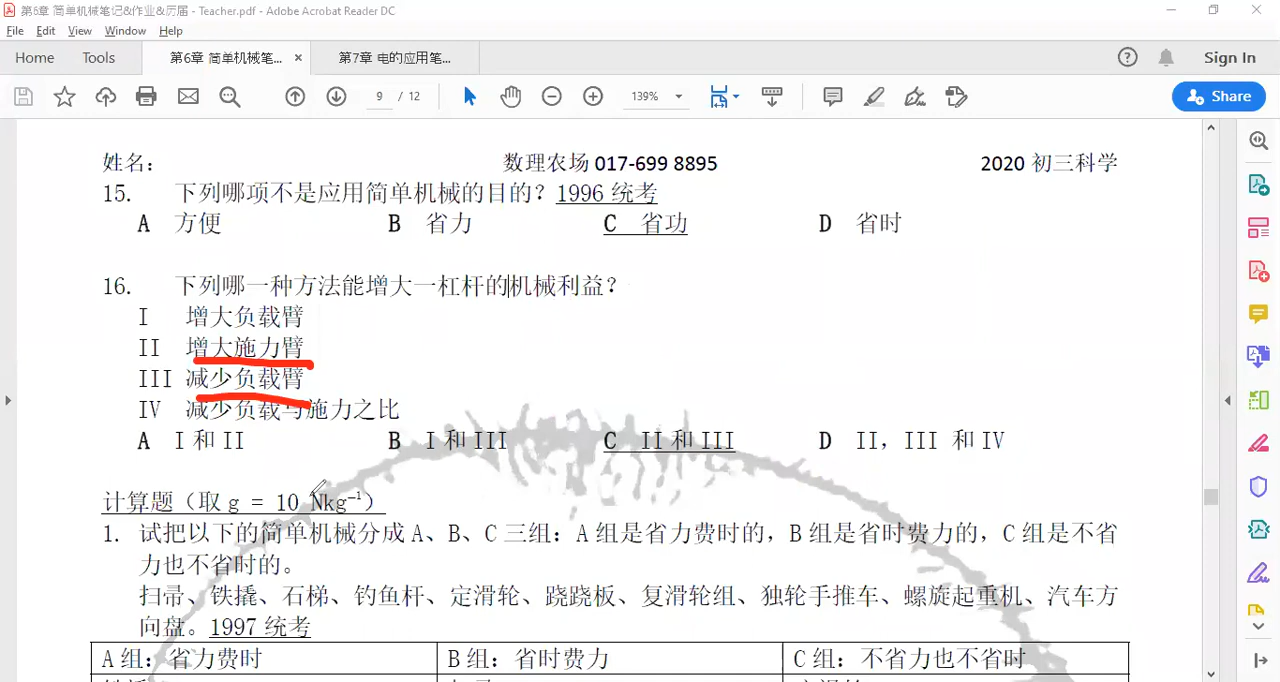 第6章 简单机械笔记&作业&历届 - Teacher.pdf - Adobe Acrobat Reader DC
File Edit View Window Help
Home Tools 第6章 简单机械笔... × 第7章 电的应用笔... Sign In
9 / 12 139% Share
姓名: 数理农场 017-699 8895 2020 初三科学
15. 下列哪项不是应用简单机械的目的？1996 统考
A 方便 B 省力 C 省功 D 省时
16. 下列哪一种方法能增大一杠杆的机械利益？
I 增大负载臂
II 增大施力臂
III 减少负载臂
IV 减少负载与施力之比
A I 和 II B I 和 III C II 和 III D II, III 和 IV
计算题（取 g = 10 Nkg⁻¹）
1. 试把以下的简单机械分成 A、B、C 三组：A 组是省力费时的，B 组是省时费力的，C 组是不省
力也不省时的。
扫帚、铁撬、石梯、钓鱼杆、定滑轮、跷跷板、复滑轮组、独轮手推车、螺旋起重机、汽车方
向盘。1997 统考
A 组：省力费时 B 组：省时费力 C 组：不省力也不省时